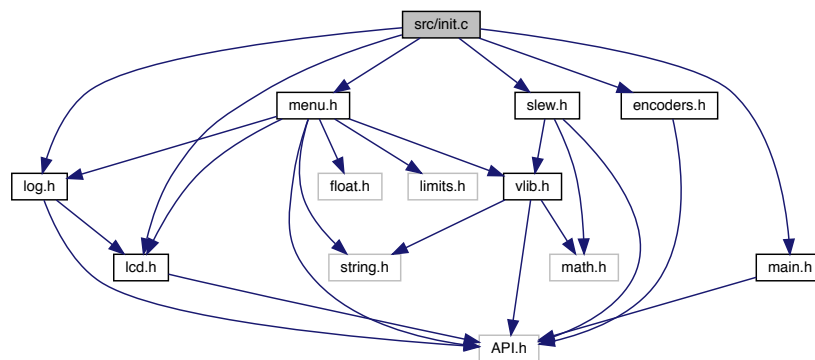 src/init.c
menu.h
slew.h
encoders.h
log.h
float.h
limits.h
vlib.h
lcd.h
string.h
math.h
main.h
API.h